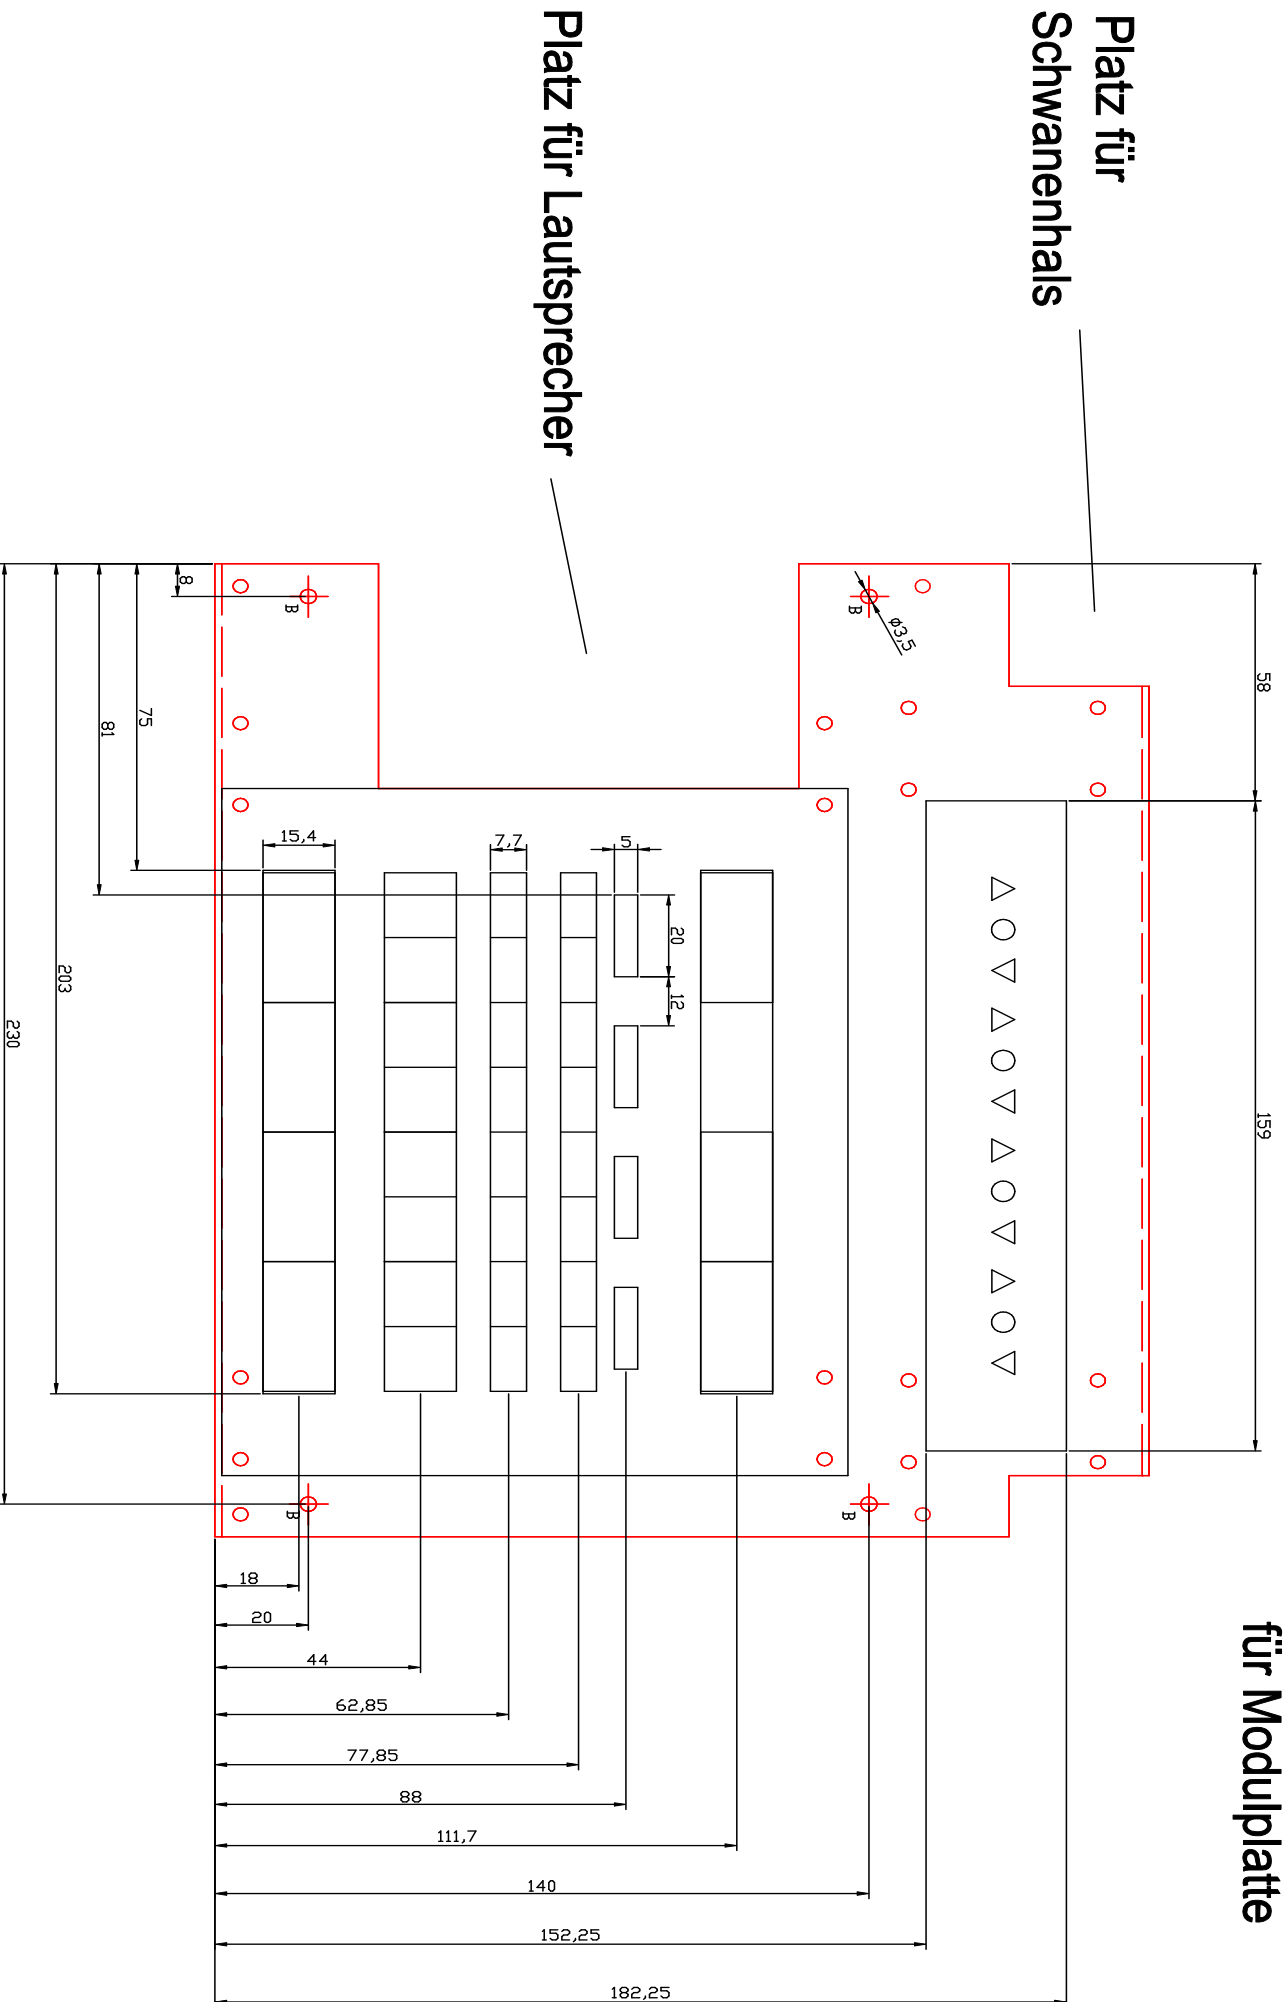 für Modulplatte
Platz für
Schwanenhals
Platz für Lautsprecher
58
159
ø3,5
B
B
B
B
8
75
81
203
230
15,4
7,7
5
20
12
18
20
44
62,85
77,85
88
111,7
140
152,25
182,25